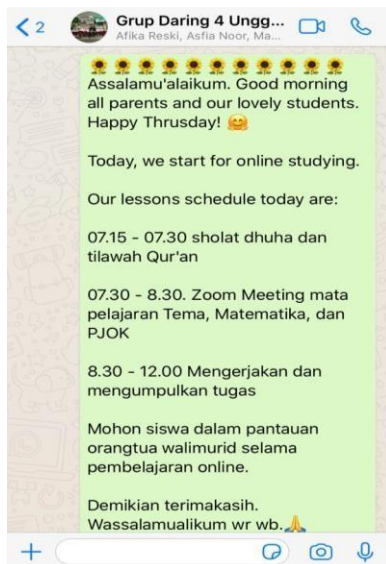 2
Grup Daring 4 Ungg...
Afika Reski, Asfia Noor, Ma...
🌻🌻🌻🌻🌻🌻🌻🌻🌻🌻
Assalamu'alaikum. Good morning
all parents and our lovely students.
Happy Thrusday! 🤗
Today, we start for online studying.
Our lessons schedule today are:
07.15 - 07.30 sholat dhuha dan
tilawah Qur'an
07.30 - 8.30. Zoom Meeting mata
pelajaran Tema, Matematika, dan
PJOK
8.30 - 12.00 Mengerjakan dan
mengumpulkan tugas
Mohon siswa dalam pantauan
orangtua walimurid selama
pembelajaran online.
Demikian terimakasih.
Wassalamualikum wr wb.🙏